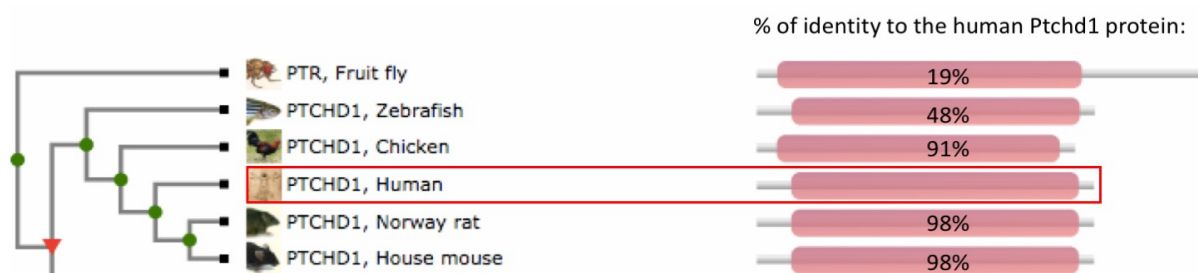 % of identity to the human Ptchd1 protein:
PTR, Fruit fly 19%
PTCHD1, Zebrafish 48%
PTCHD1, Chicken 91%
PTCHD1, Human
PTCHD1, Norway rat 98%
PTCHD1, House mouse 98%